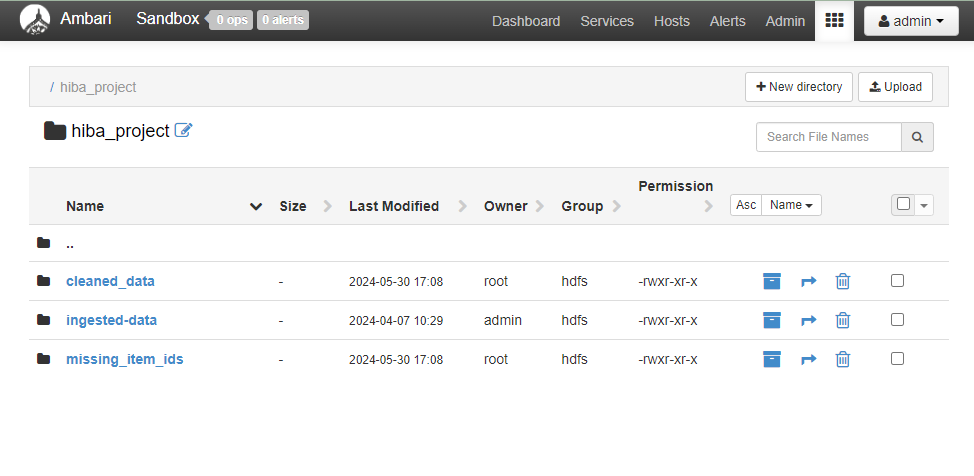 Ambari Sandbox 0 ops 0 alerts Dashboard Services Hosts Alerts Admin admin
/ hiba_project New directory Upload
hiba_project Search File Names
Name Size Last Modified Owner Group Permission Asc Name
..
cleaned_data - 2024-05-30 17:08 root hdfs -rwxr-xr-x
ingested-data - 2024-04-07 10:29 admin hdfs -rwxr-xr-x
missing_item_ids - 2024-05-30 17:08 root hdfs -rwxr-xr-x